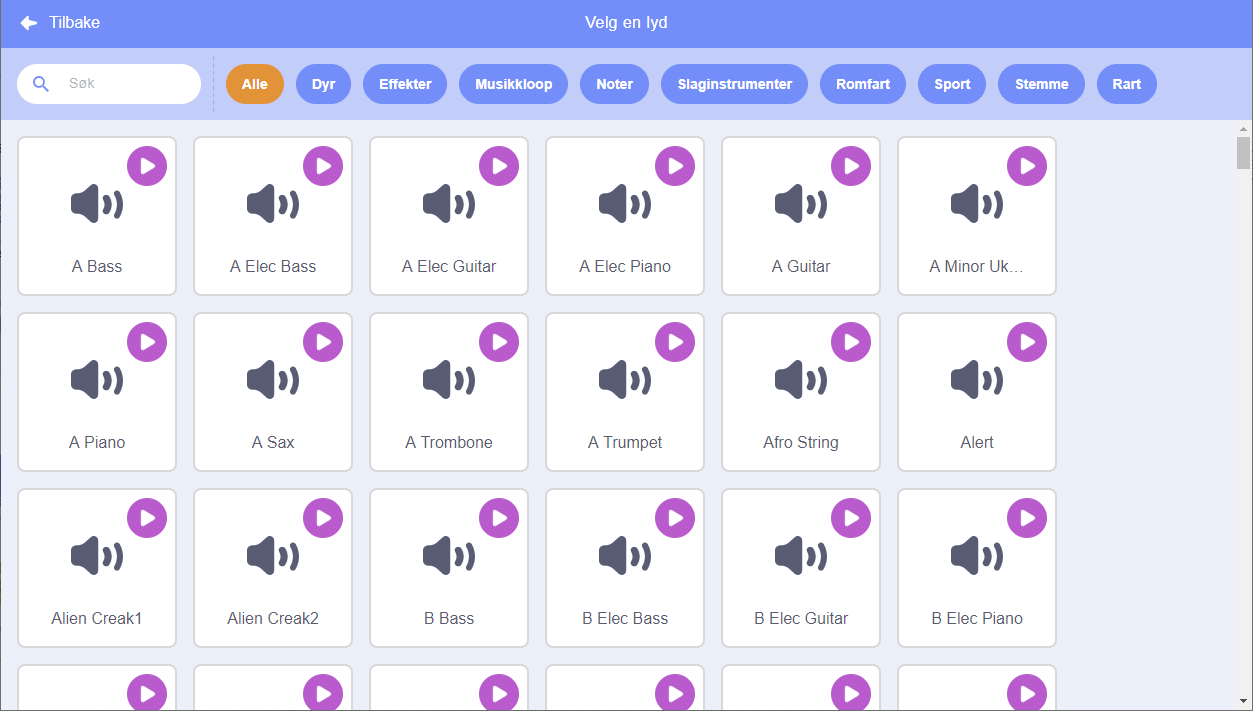 Tilbake
Velg en lyd
Søk
Alle
Dyr
Effekter
Musikkloop
Noter
Slaginstrumenter
Romfart
Sport
Stemme
Rart
A Bass
A Elec Bass
A Elec Guitar
A Elec Piano
A Guitar
A Minor Uk…
A Piano
A Sax
A Trombone
A Trumpet
Afro String
Alert
Alien Creak1
Alien Creak2
B Bass
B Elec Bass
B Elec Guitar
B Elec Piano